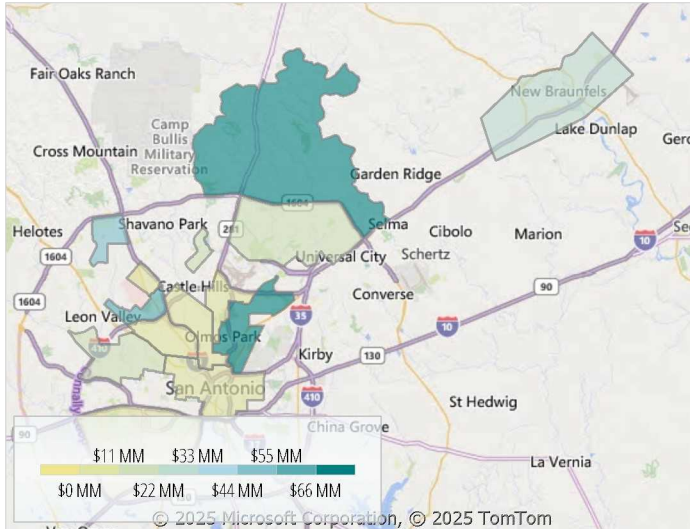 Fair Oaks Ranch
New Braunfels
Camp
Bullis
Military
Reservation
Lake Dunlap
Cross Mountain
Garden Ridge
1604
Shavano Park
281
Selma
Helotes
Cibolo
Marion
10
1604
Universal City
Schertz
90
Castle Hills
Converse
1604
Leon Valley
35
10
Olmos Park
Kirby
130
410
San Antonio
410
St Hedwig
China Grove
90
La Vernia
$11 MM $33 MM $55 MM
$0 MM $22 MM $44 MM $66 MM
© 2025 Microsoft Corporation, © 2025 TomTom